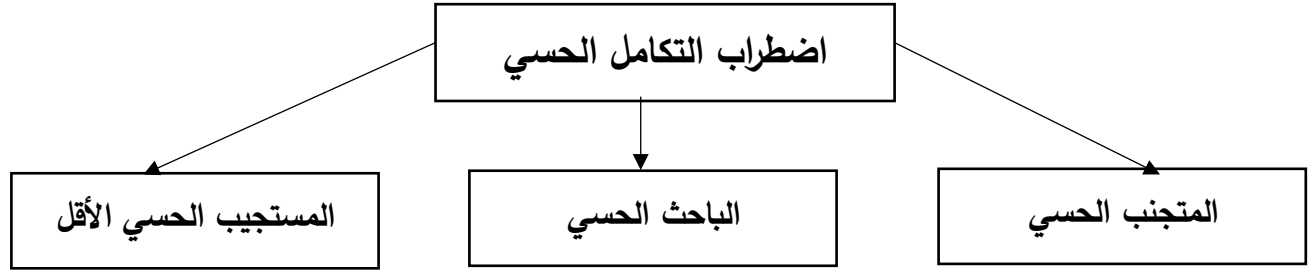 اضطراب التكامل الحسي
المتجنب الحسي
الباحث الحسي
المستجيب الحسي الأقل